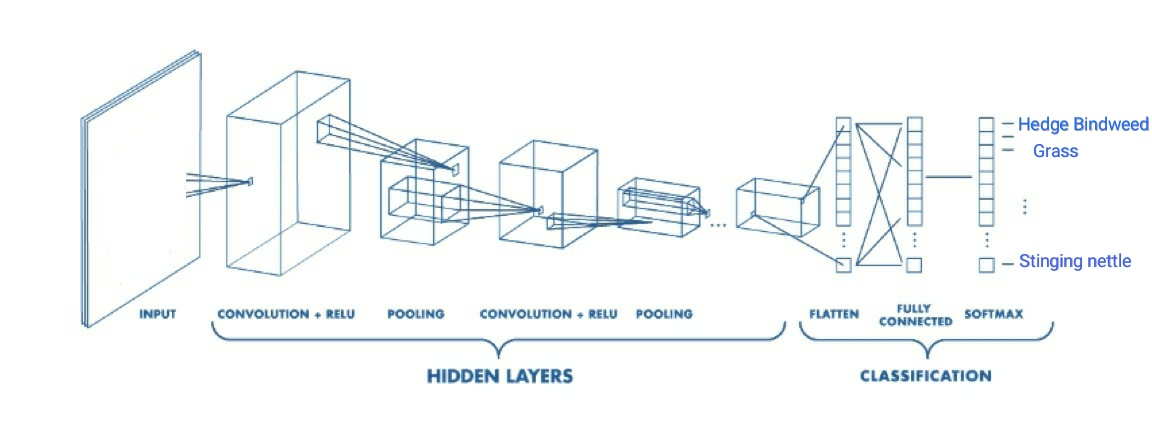 Hedge Bindweed
Grass
...
Stinging nettle
INPUT
CONVOLUTION + RELU
POOLING
CONVOLUTION + RELU
POOLING
FLATTEN
FULLY
CONNECTED
SOFTMAX
HIDDEN LAYERS
CLASSIFICATION